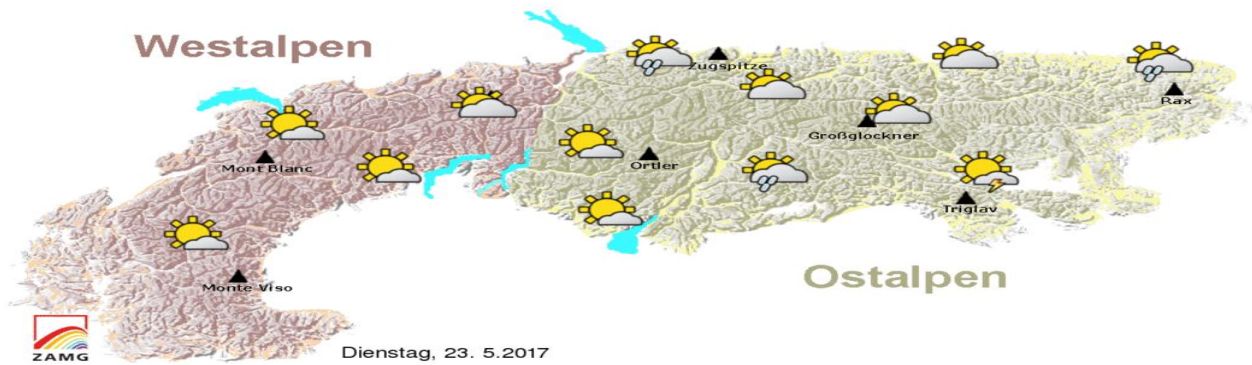 Westalpen
Zugspitze
Rax
Großglockner
Mont Blanc
Ortler
Triglav
Monte Viso
Ostalpen
ZAMG
Dienstag, 23. 5.2017